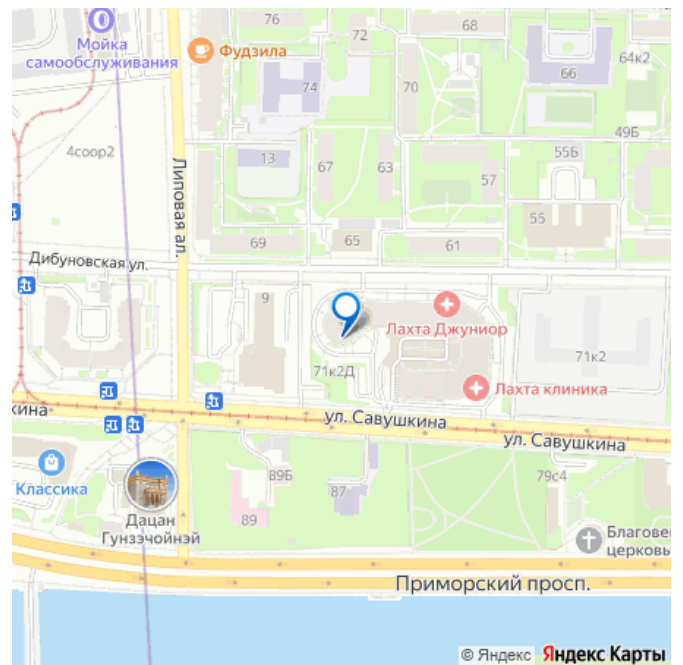 76
68
Мойка
самообслуживания
Фудзила
72
64к2
66
74
70
49Б
4сооp2
13
67
63
55Б
57
Липовая ал.
55
69
65
61
Дибуновская ул.
9
Лахта Джуниор
71к2
71к2Д
Лахта клиника
кина
ул. Савушкина
ул. Савушкина
Классика
89Б
87
79с4
Дацан
Гунзэчойнэй
89
Благове
церковь
Приморский просп.
© Яндекс Яндекс Карты